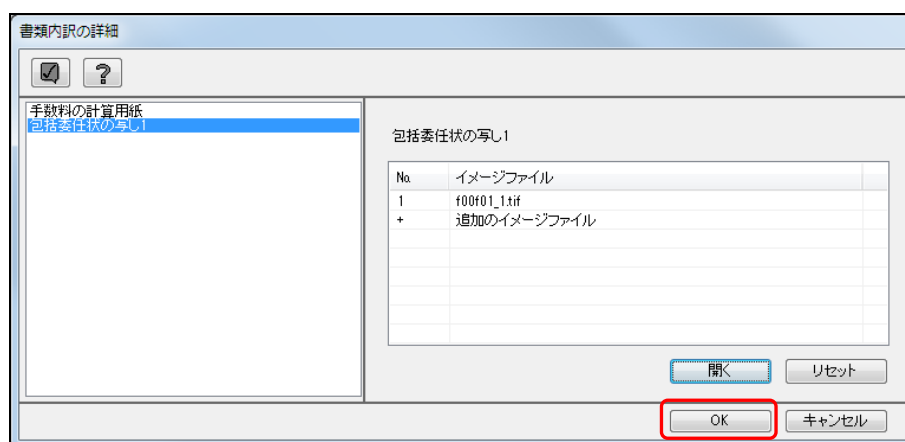 書類内訳の詳細
手数料の計算用紙
包括委任状の写し1
包括委任状の写し1
No. イメージファイル
1 f00f01_1.tif
+ 追加のイメージファイル
開く リセット
OK キャンセル